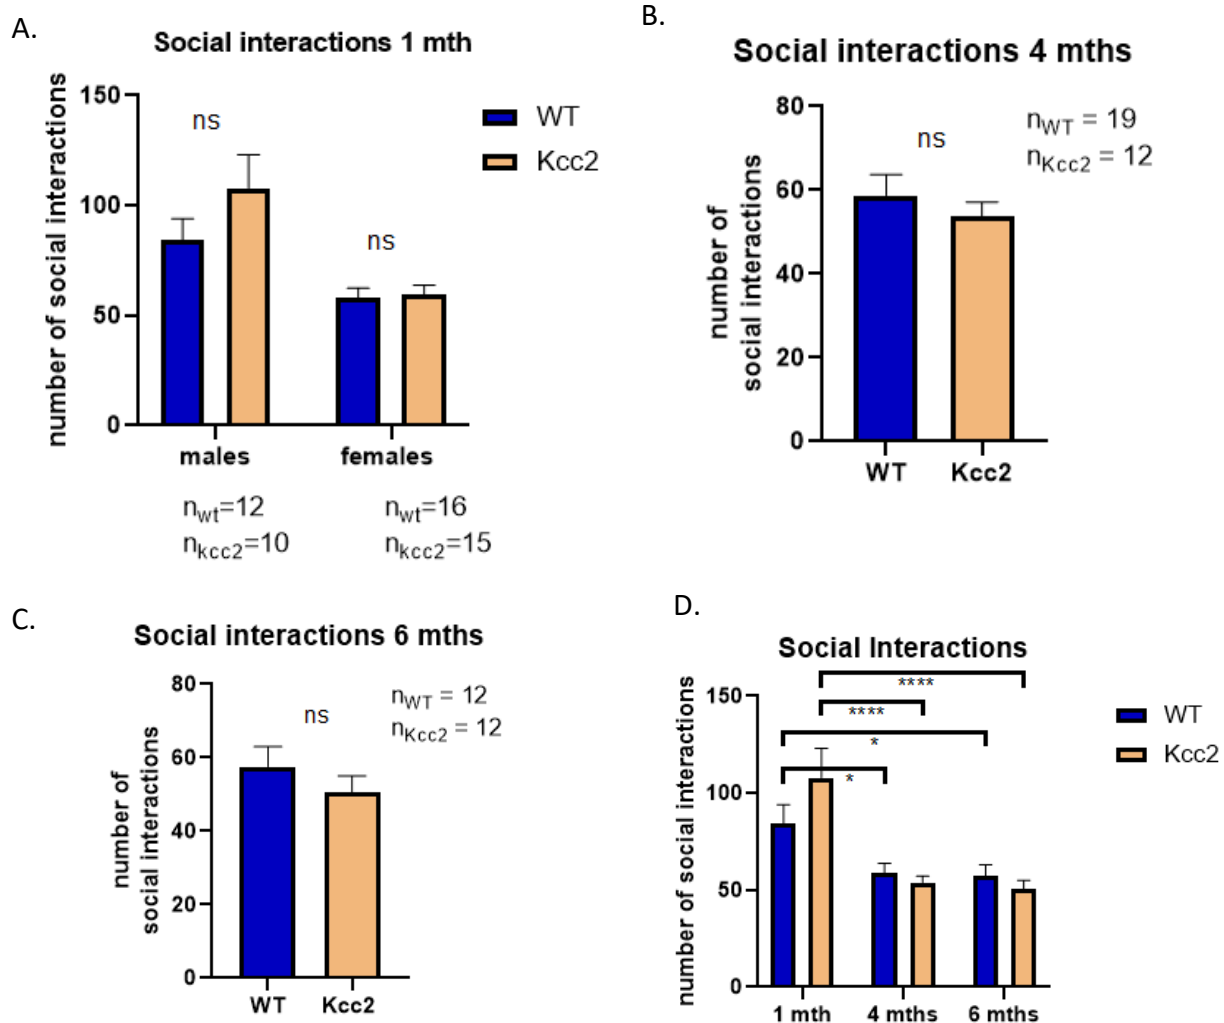 A.
Social interactions 1 mth
number of social interactions
150
100
50
0
ns
ns
WT
Kcc2
males
females
nwt=12
nkcc2=10
nwt=16
nkcc2=15
B.
Social interactions 4 mths
number of
social interactions
80
60
40
20
0
ns
nWT = 19
nKcc2 = 12
WT
Kcc2
C.
Social interactions 6 mths
number of
social interactions
80
60
40
20
0
ns
nWT = 12
nKcc2 = 12
WT
Kcc2
D.
Social Interactions
number of social interactions
150
100
50
0
****
****
*
*
WT
Kcc2
1 mth
4 mths
6 mths